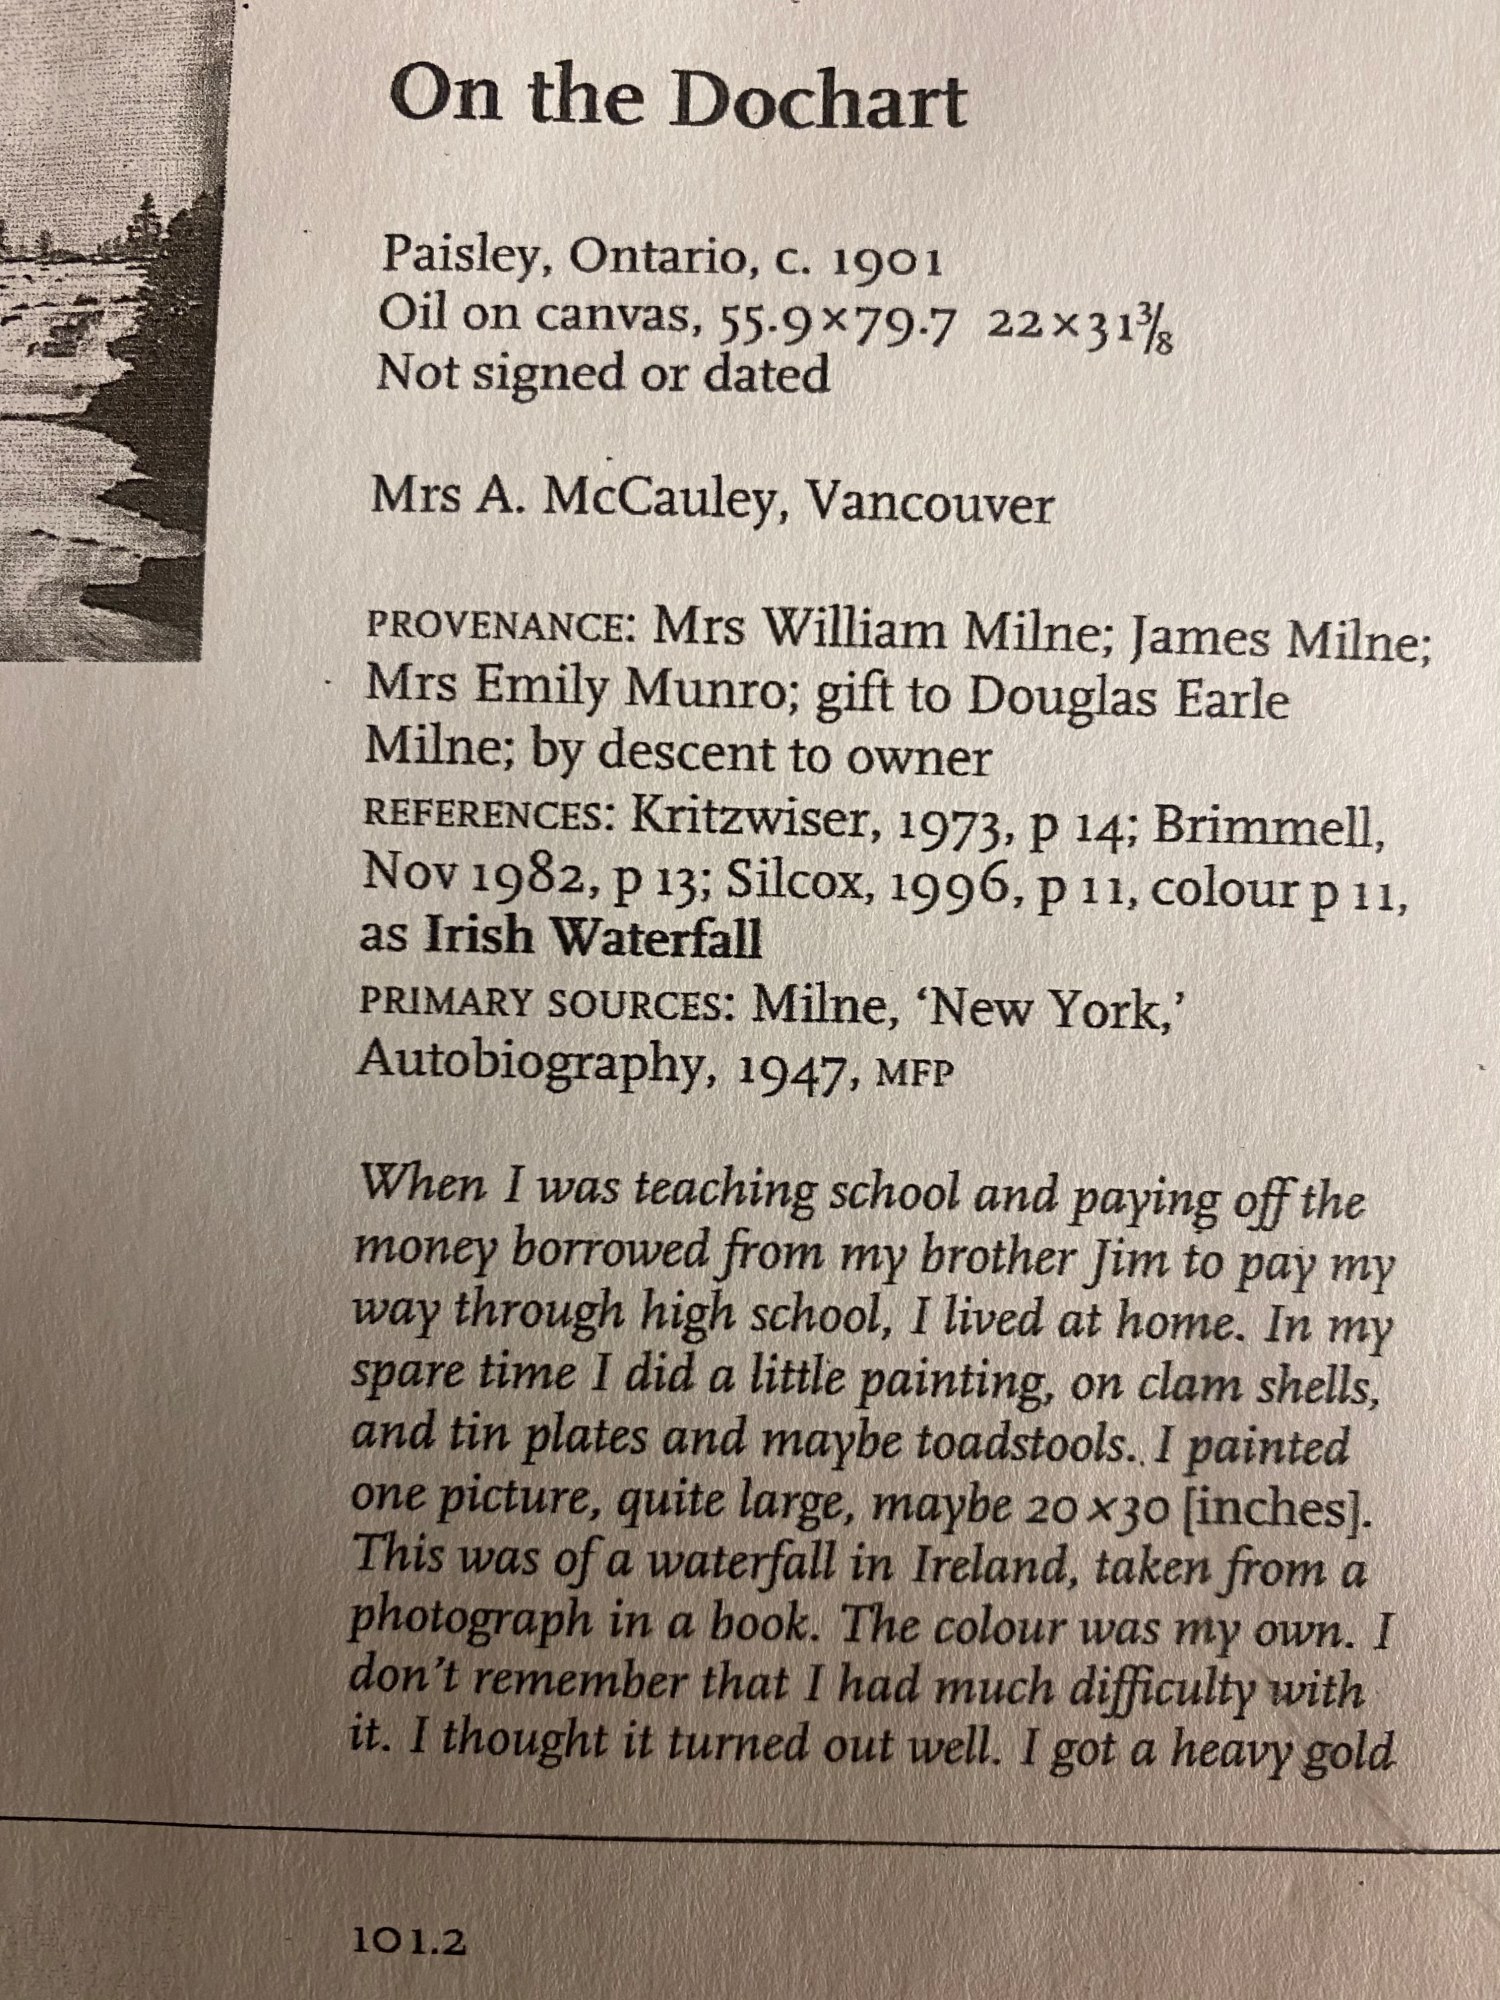 On the Dochart
Paisley, Ontario, c. 1901
Oil on canvas, 55.9×79.7 22×31⅜
Not signed or dated
Mrs A. McCauley, Vancouver
PROVENANCE: Mrs William Milne; James Milne;
Mrs Emily Munro; gift to Douglas Earle
Milne; by descent to owner
REFERENCES: Kritzwiser, 1973, p 14; Brimmell,
Nov 1982, p 13; Silcox, 1996, p 11, colour p 11,
as Irish Waterfall
PRIMARY SOURCES: Milne, ‘New York,’
Autobiography, 1947, MFP
When I was teaching school and paying off the
money borrowed from my brother Jim to pay my
way through high school, I lived at home. In my
spare time I did a little painting, on clam shells,
and tin plates and maybe toadstools. I painted
one picture, quite large, maybe 20×30 [inches].
This was of a waterfall in Ireland, taken from a
photograph in a book. The colour was my own. I
don’t remember that I had much difficulty with
it. I thought it turned out well. I got a heavy gold
101.2